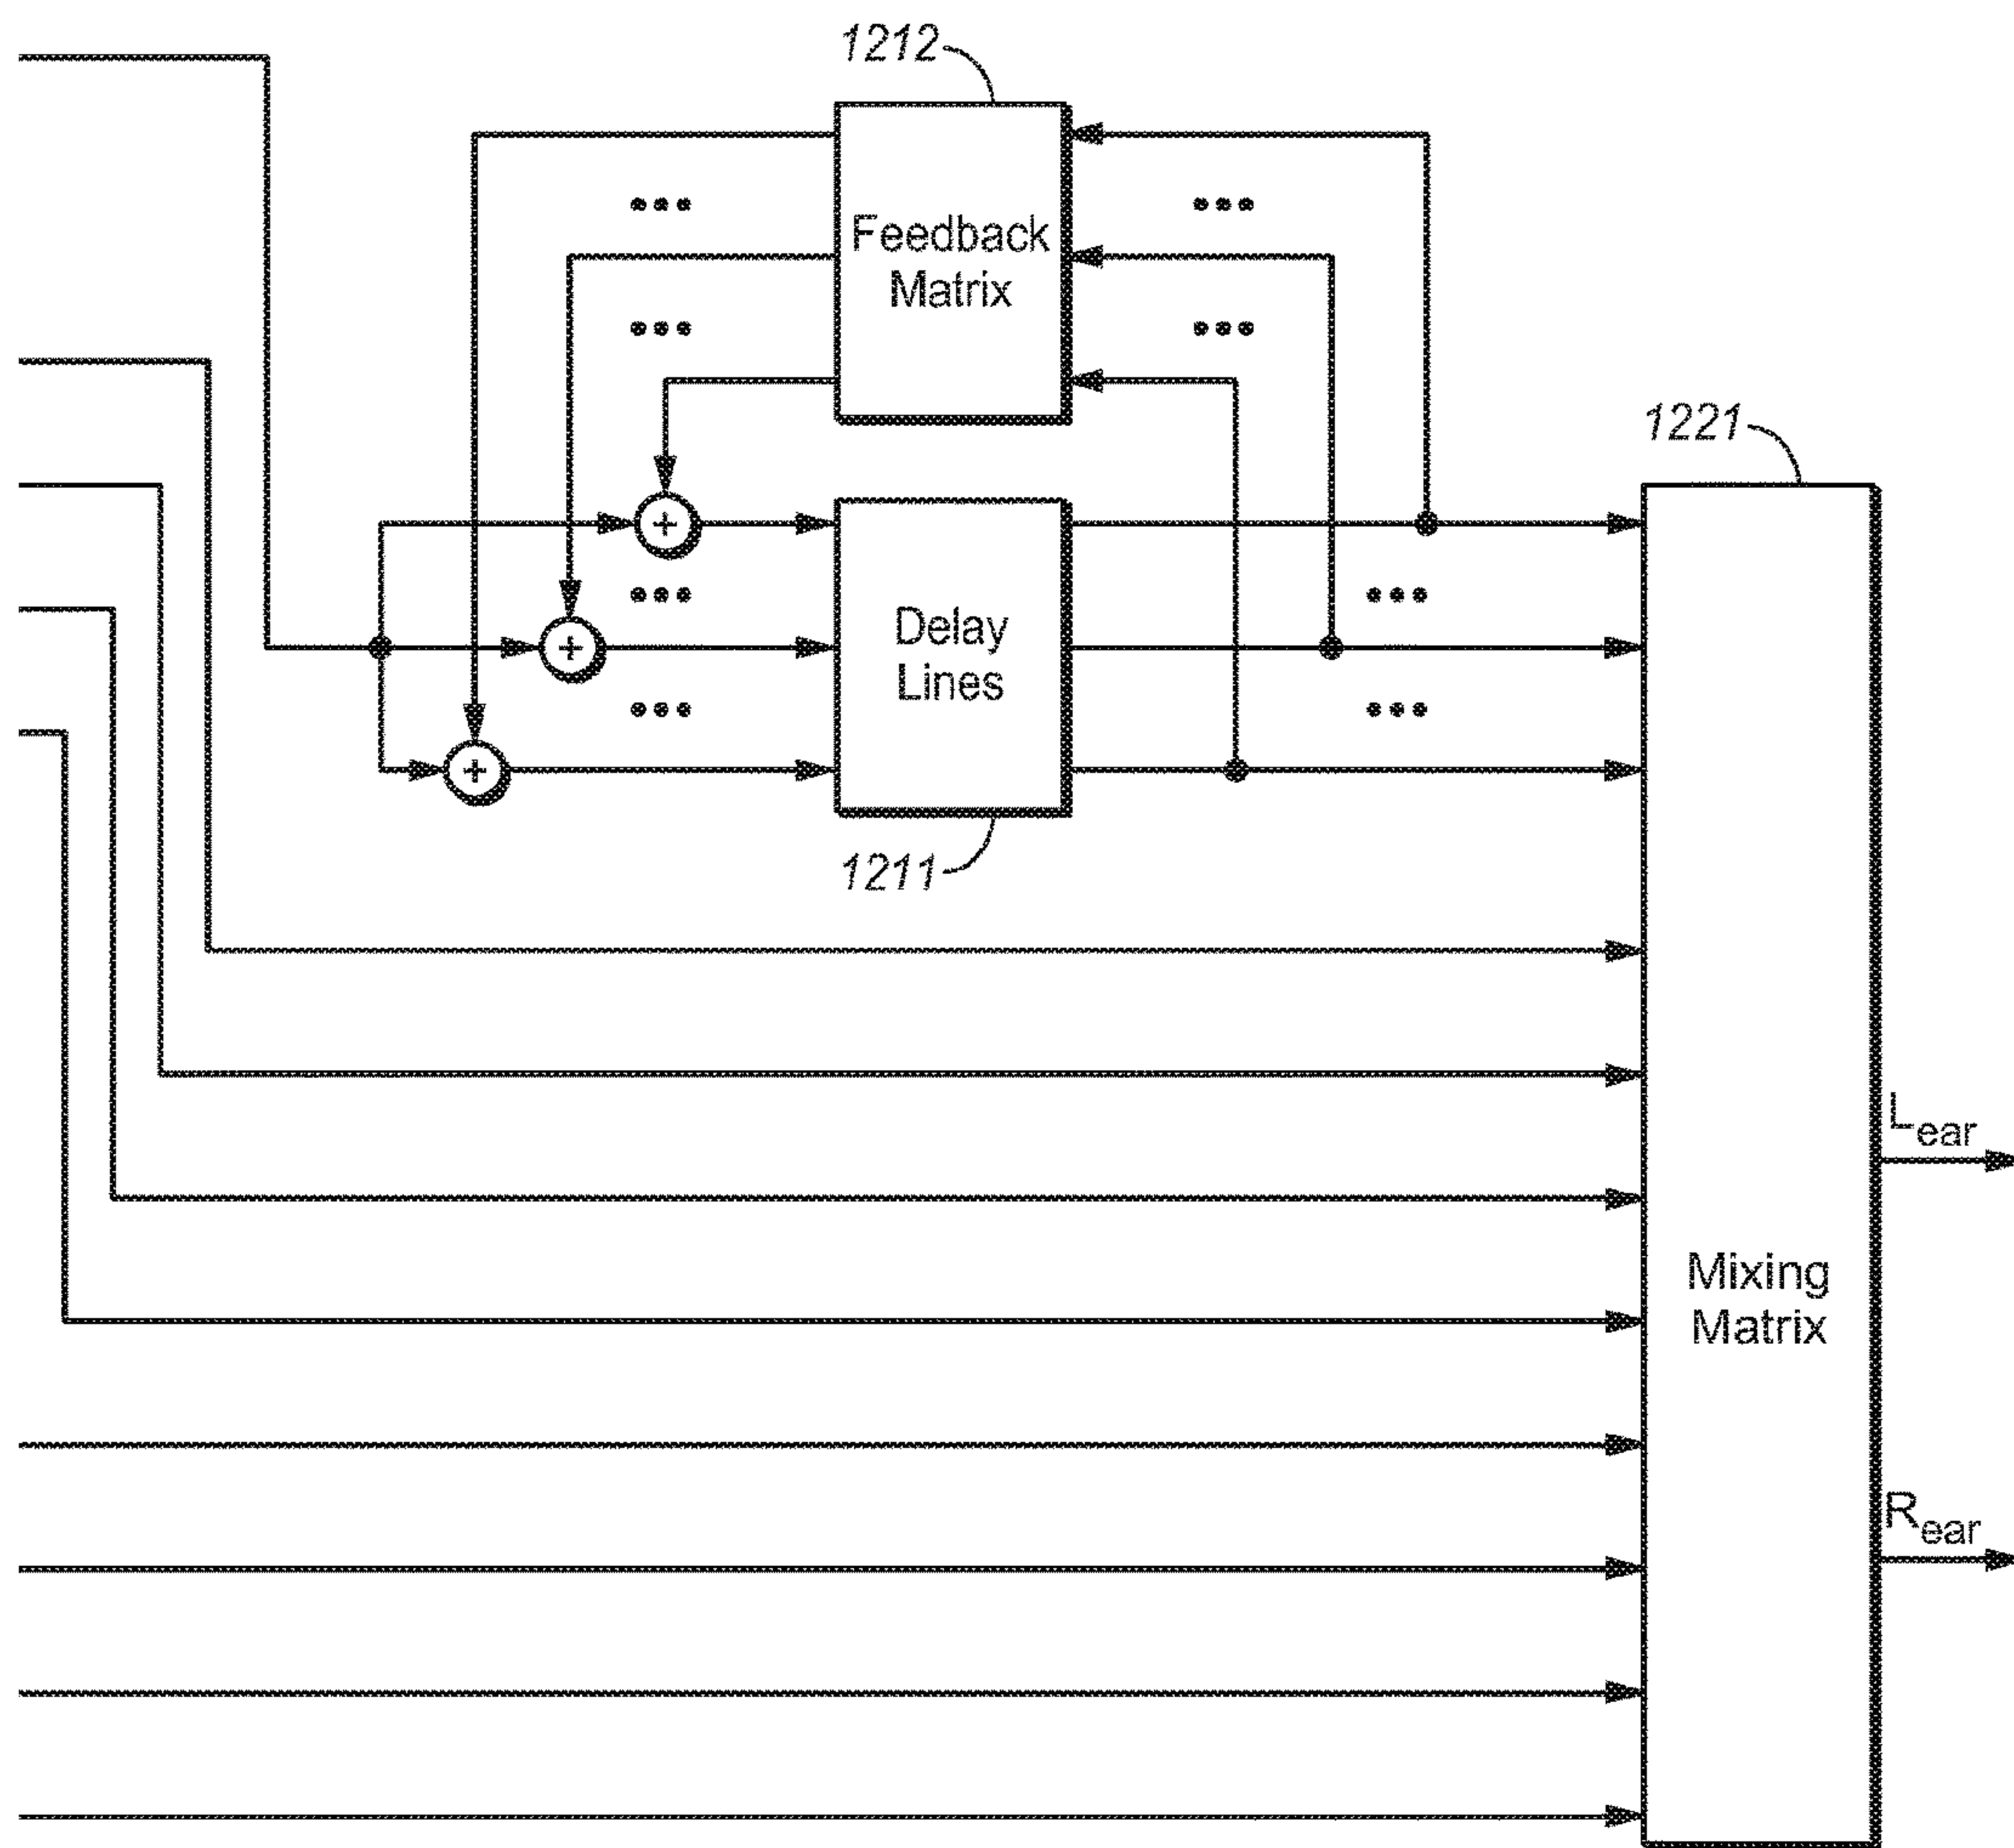 1212
Feedback
Matrix
1221
+
+
+
Delay
Lines
1211
Lear
Mixing
Matrix
Rear